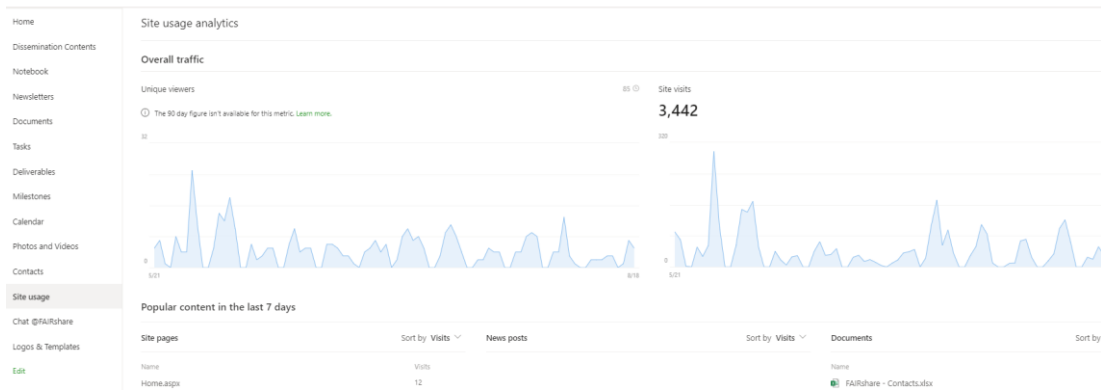 Home
Dissemination Contents
Notebook
Newsletters
Documents
Tasks
Deliverables
Milestones
Calendar
Photos and Videos
Contacts
Site usage
Chat @FAIRshare
Logos & Templates
Edit
Site usage analytics
Overall traffic
Unique viewers
85
The 90 day figure isn't available for this metric. Learn more.
32
0
5/21
8/18
Site visits
3,442
320
0
5/21
Popular content in the last 7 days
Site pages
Sort by Visits
Name
Visits
Home.aspx
12
News posts
Sort by Visits
Documents
Sort by
Name
FAIRshare - Contacts.xlsx